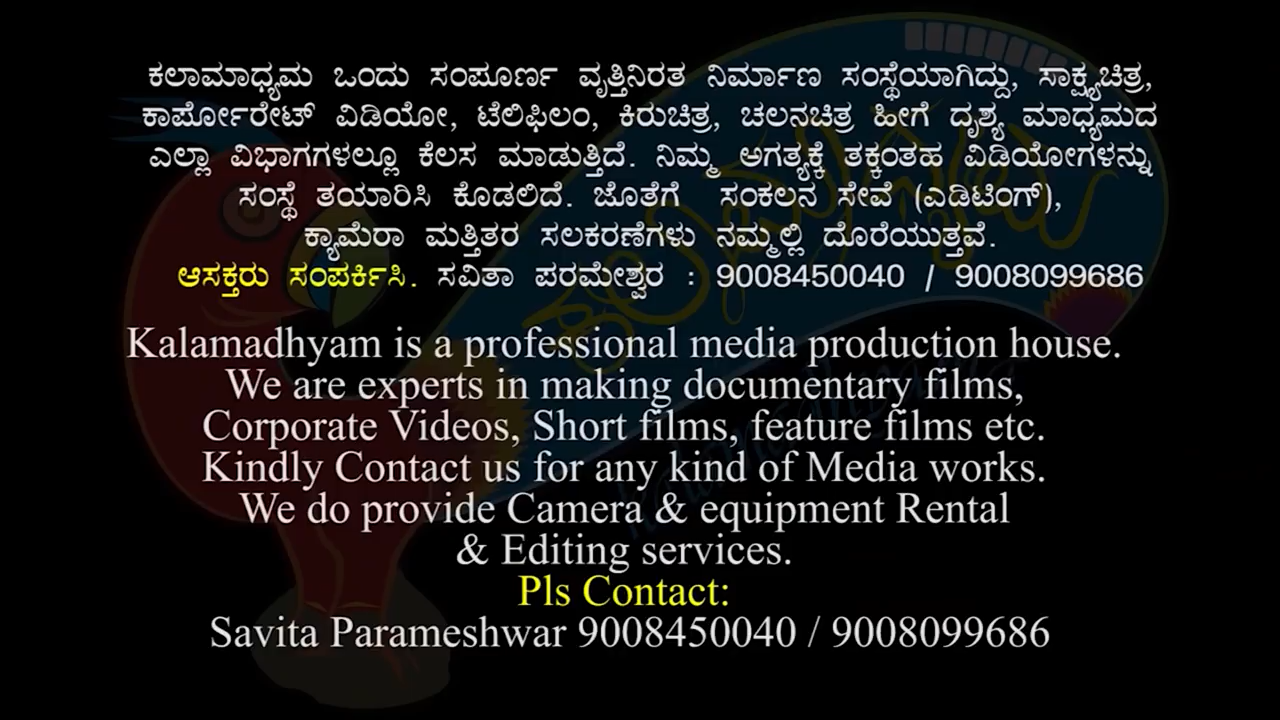 ಕಲಾಮಾಧ್ಯಮ ಒಂದು ಸಂಪೂರ್ಣ ವೃತ್ತಿನಿರತ ನಿರ್ಮಾಣ ಸಂಸ್ಥೆಯಾಗಿದ್ದು, ಸಾಕ್ಷ್ಯಚಿತ್ರ,
ಕಾರ್ಪೋರೇಟ್ ವಿಡಿಯೋ, ಟೆಲಿಫಿಲಂ, ಕಿರುಚಿತ್ರ, ಚಲನಚಿತ್ರ ಹೀಗೆ ದೃಶ್ಯ ಮಾಧ್ಯಮದ
ಎಲ್ಲಾ ವಿಭಾಗಗಳಲ್ಲೂ ಕೆಲಸ ಮಾಡುತ್ತಿದೆ. ನಿಮ್ಮ ಅಗತ್ಯಕ್ಕೆ ತಕ್ಕಂತಹ ವಿಡಿಯೋಗಳನ್ನು
ಸಂಸ್ಥೆ ತಯಾರಿಸಿ ಕೊಡಲಿದೆ. ಜೊತೆಗೆ ಸಂಕಲನ ಸೇವೆ (ಎಡಿಟಿಂಗ್),
ಕ್ಯಾಮೆರಾ ಮತ್ತಿತರ ಸಲಕರಣೆಗಳು ನಮ್ಮಲ್ಲಿ ದೊರೆಯುತ್ತವೆ.
ಆಸಕ್ತರು ಸಂಪರ್ಕಿಸಿ. ಸವಿತಾ ಪರಮೇಶ್ವರ : 9008450040 / 9008099686
Kalamadhyam is a professional media production house.
We are experts in making documentary films,
Corporate Videos, Short films, feature films etc.
Kindly Contact us for any kind of Media works.
We do provide Camera & equipment Rental
& Editing services.
Pls Contact:
Savita Parameshwar 9008450040 / 9008099686